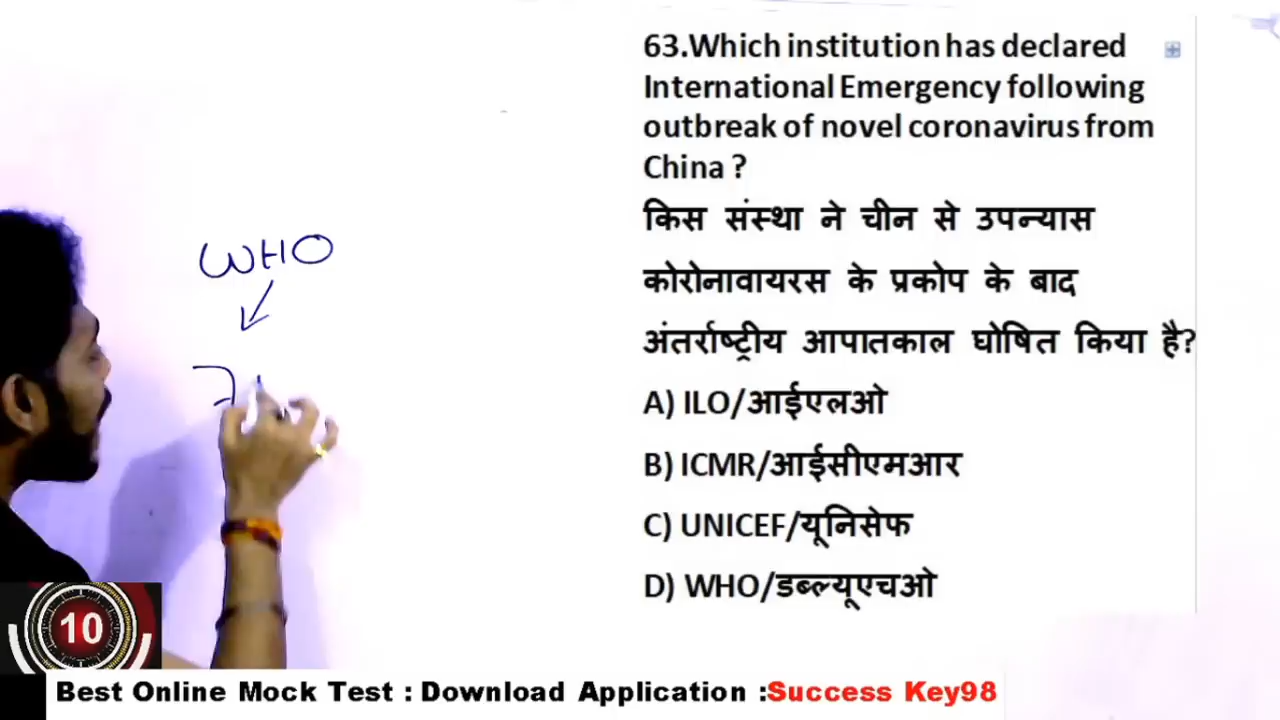 63.Which institution has declared
International Emergency following
outbreak of novel coronavirus from
China ?
किस संस्था ने चीन से उपन्यास
कोरोनावायरस के प्रकोप के बाद
अंतर्राष्ट्रीय आपातकाल घोषित किया है?
A) ILO/आईएलओ
B) ICMR/आईसीएमआर
C) UNICEF/यूनिसेफ
D) WHO/डब्ल्यूएचओ
WHO
7
10
Best Online Mock Test : Download Application :Success Key98